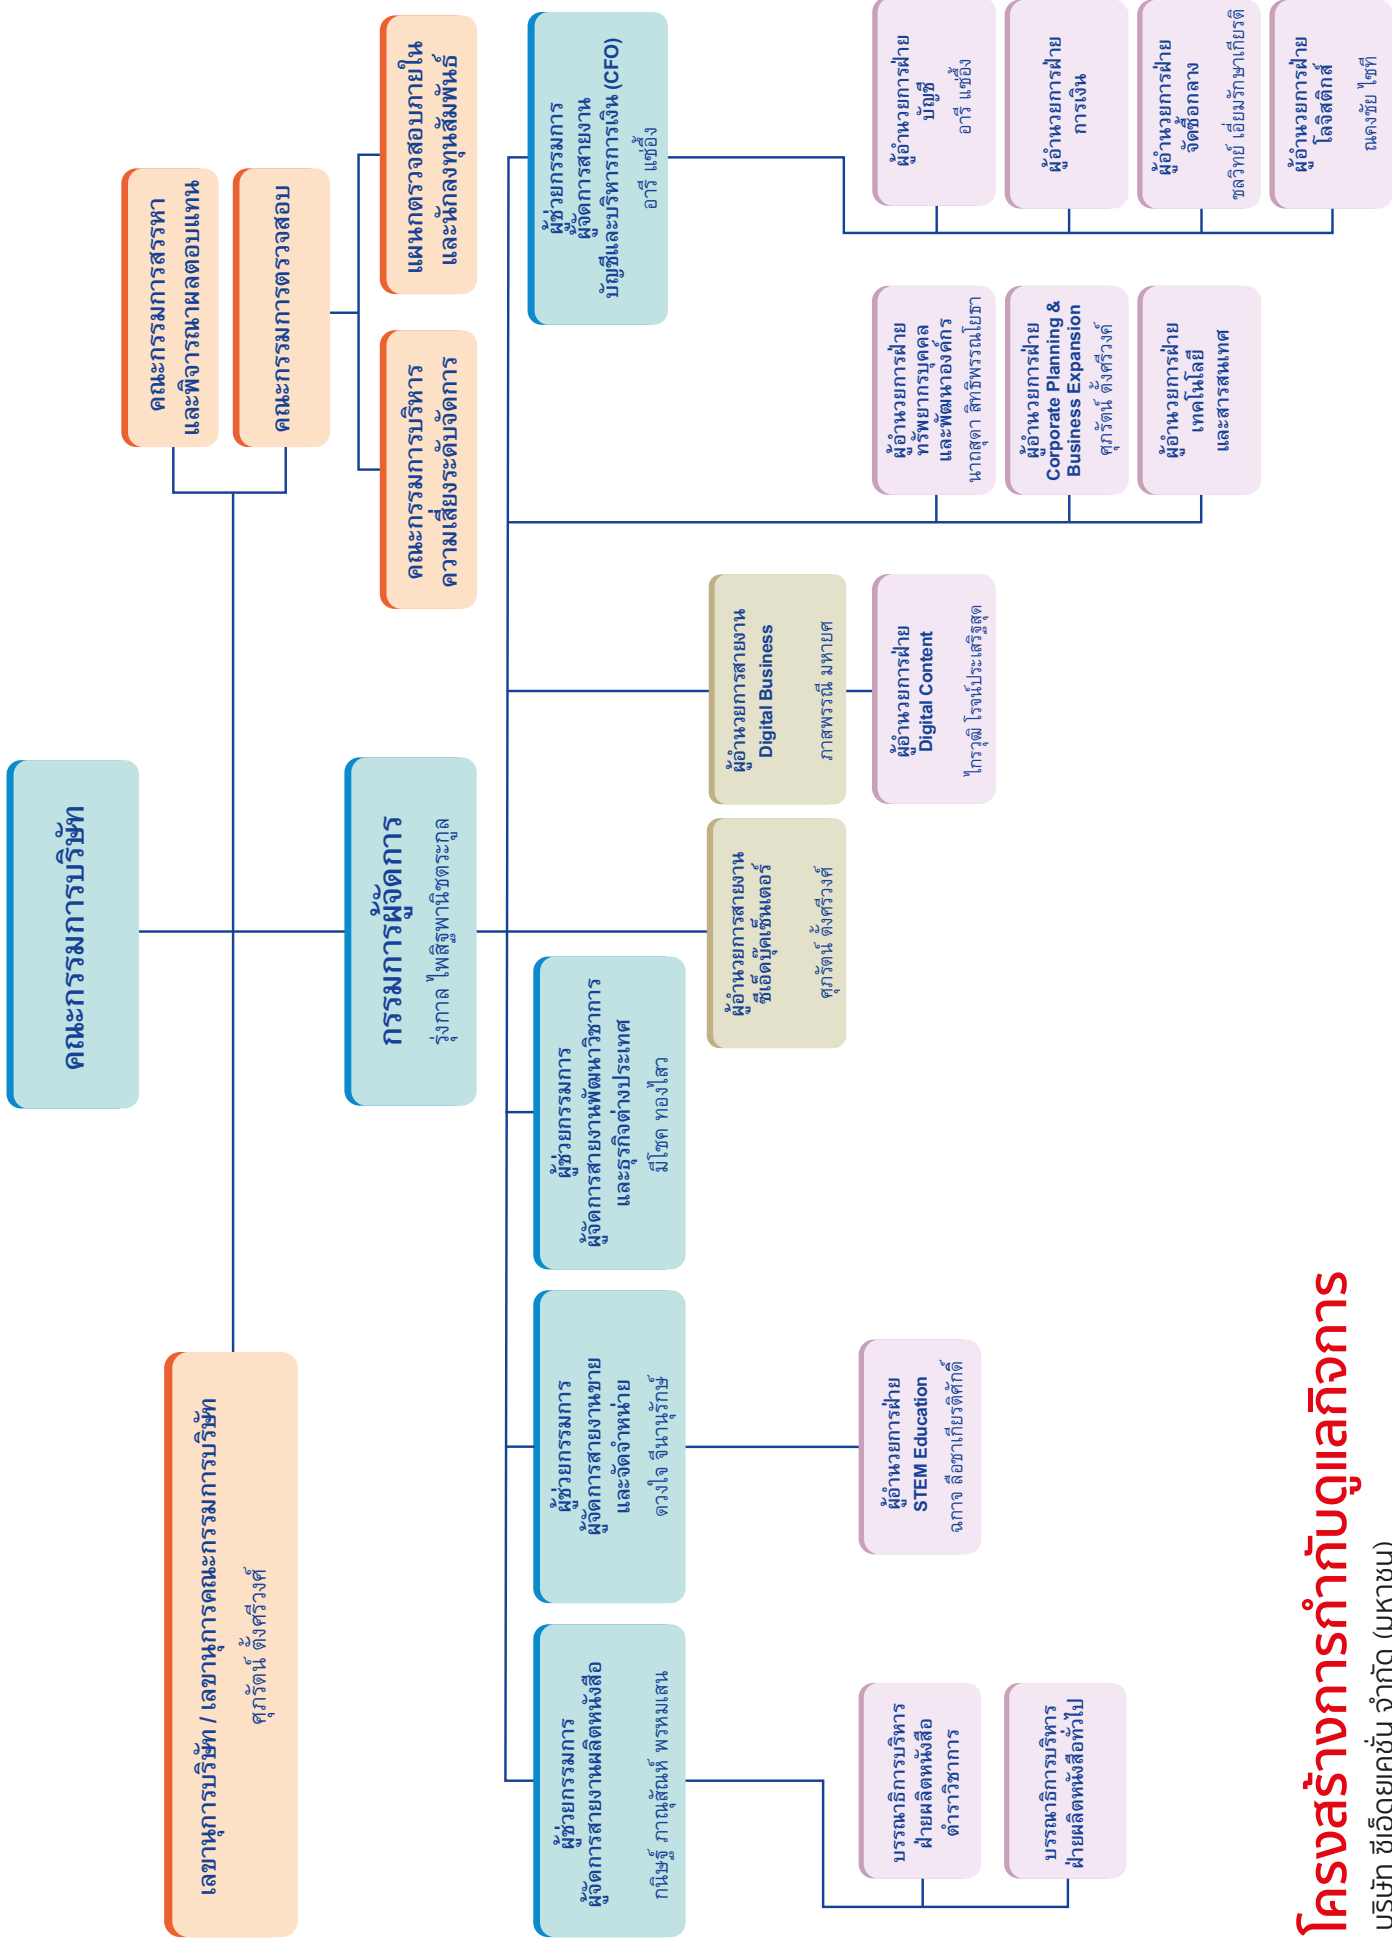 โครงสร้างการกำกับดูแลกิจการ
บริษัท ซีเอ็ดยูเคชั่น จำกัด (มหาชน)
คณะกรรมการบริษัท
เลขานุการบริษัท / เลขานุการคณะกรรมการบริษัท
ศุภรัตน์ ตั้งศรีวงศ์
คณะกรรมการสรรหา
และพิจารณาผลตอบแทน
คณะกรรมการตรวจสอบ
คณะกรรมการบริหาร
ความเสี่ยงระดับจัดการ
แผนกตรวจสอบภายใน
และนักลงทุนสัมพันธ์
กรรมการผู้จัดการ
รุ่งกาล ไพสิฐพานิชตระกูล
ผู้ช่วยกรรมการ
ผู้จัดการสายงานผลิตหนังสือ
กนิษฐ์ ภาณุสัณห์ พรหมเสน
ผู้ช่วยกรรมการ
ผู้จัดการสายงานขาย
และจัดจำหน่าย
ดวงใจ จีนานุรักษ์
ผู้ช่วยกรรมการ
ผู้จัดการสายงานพัฒนาวิชาการ
และธุรกิจต่างประเทศ
มีโชค ทองไสว
ผู้ช่วยกรรมการ
ผู้จัดการสายงาน
บัญชีและบริหารการเงิน (CFO)
อารี แซ่อึ้ง
ผู้อำนวยการสายงาน
ซีเอ็ดบุ๊คเซ็นเตอร์
ศุภรัตน์ ตั้งศรีวงศ์
ผู้อำนวยการสายงาน
Digital Business
ภาสพรรณี มหายศ
บรรณาธิการบริหาร
ฝ่ายผลิตหนังสือ
ตำราวิชาการ
บรรณาธิการบริหาร
ฝ่ายผลิตหนังสือทั่วไป
ผู้อำนวยการฝ่าย
STEM Education
ฉกาจ ลือชาเกียรติศักดิ์
ผู้อำนวยการฝ่าย
Digital Content
ไกรวุฒิ โรจน์ประเสริฐสุด
ผู้อำนวยการฝ่าย
ทรัพยากรบุคคล
และพัฒนาองค์กร
นาถสุดา สิทธิพรรณโยธา
ผู้อำนวยการฝ่าย
Corporate Planning &
Business Expansion
ศุภรัตน์ ตั้งศรีวงศ์
ผู้อำนวยการฝ่าย
เทคโนโลยี
และสารสนเทศ
ผู้อำนวยการฝ่าย
บัญชี
อารี แซ่อึ้ง
ผู้อำนวยการฝ่าย
การเงิน
ผู้อำนวยการฝ่าย
จัดซื้อกลาง
ชลวิทย์ เอี่ยมรักษาเกียรติ
ผู้อำนวยการฝ่าย
โลจิสติกส์
ณคงชัย ไชที